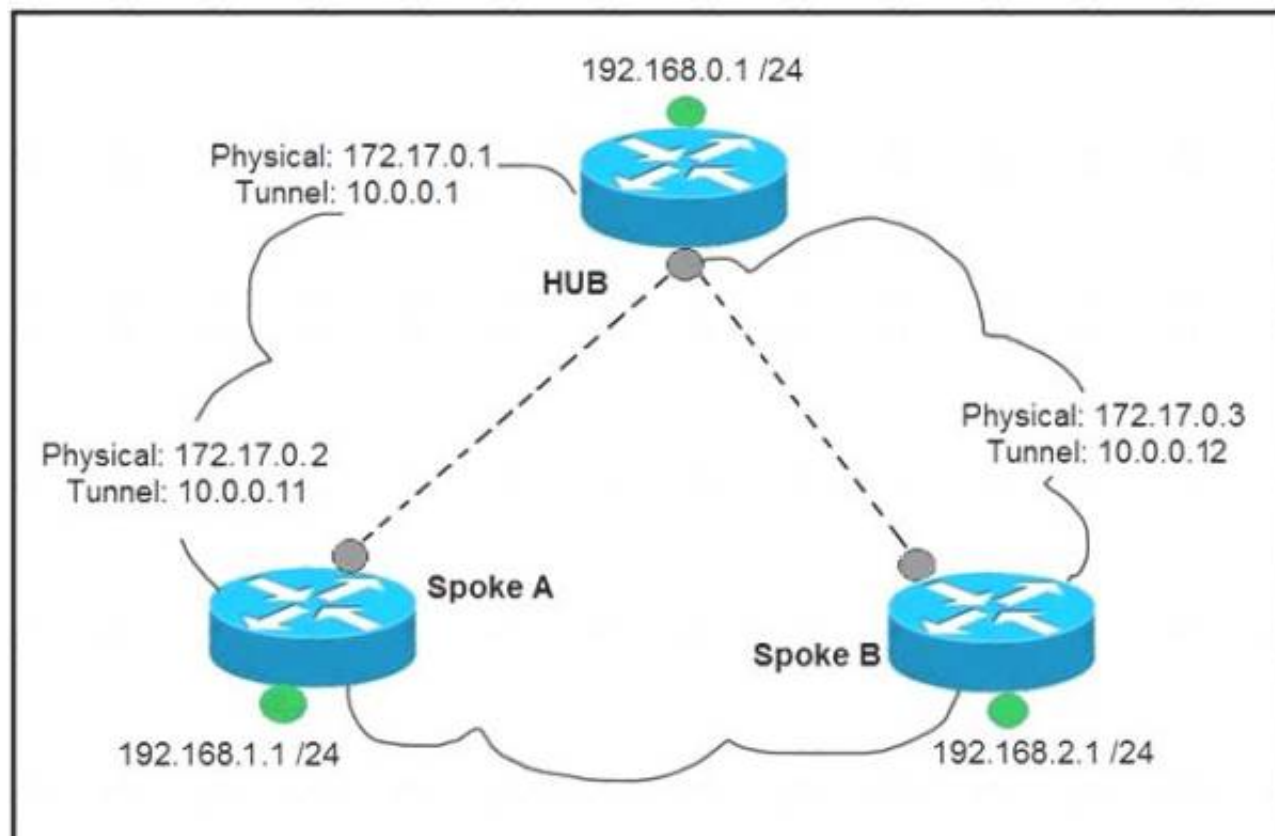 192.168.0.1 /24
Physical: 172.17.0.1
Tunnel: 10.0.0.1
HUB
Physical: 172.17.0.2
Tunnel: 10.0.0.11
Physical: 172.17.0.3
Tunnel: 10.0.0.12
Spoke A
Spoke B
192.168.1.1 /24
192.168.2.1 /24